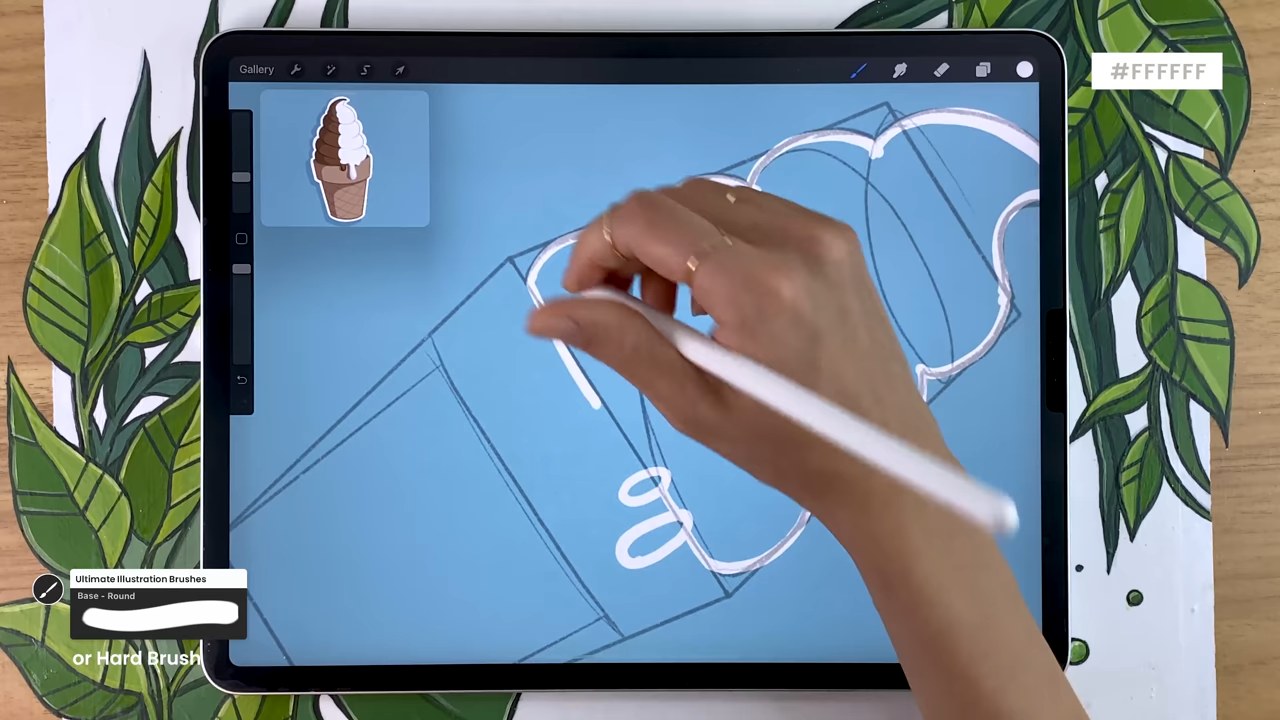 Gallery
#FFFFFF
Ultimate Illustration Brushes
Base - Round
or Hard Brush